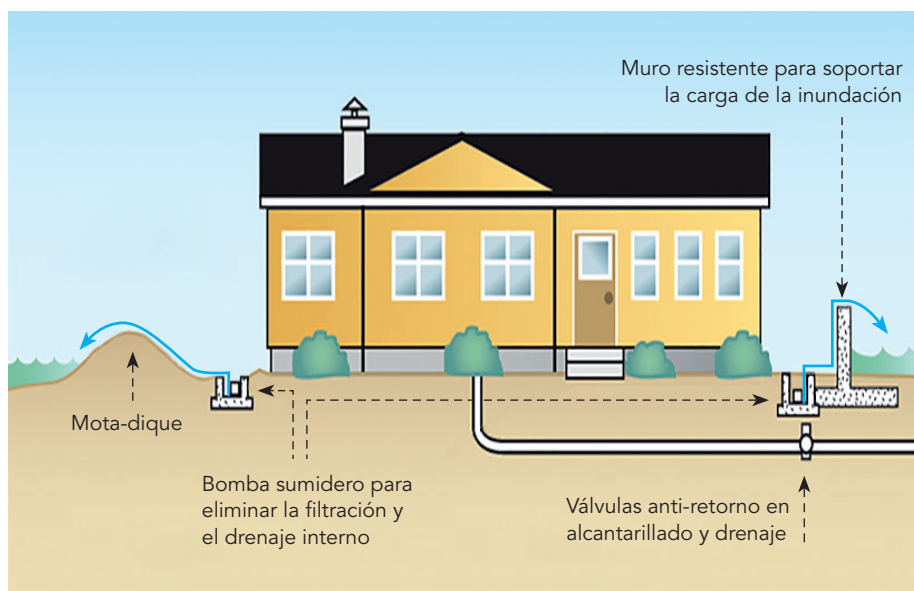 Muro resistente para soportar
la carga de la inundación
Mota-dique
Bomba sumidero para
eliminar la filtración y
el drenaje interno
Válvulas anti-retorno en
alcantarillado y drenaje